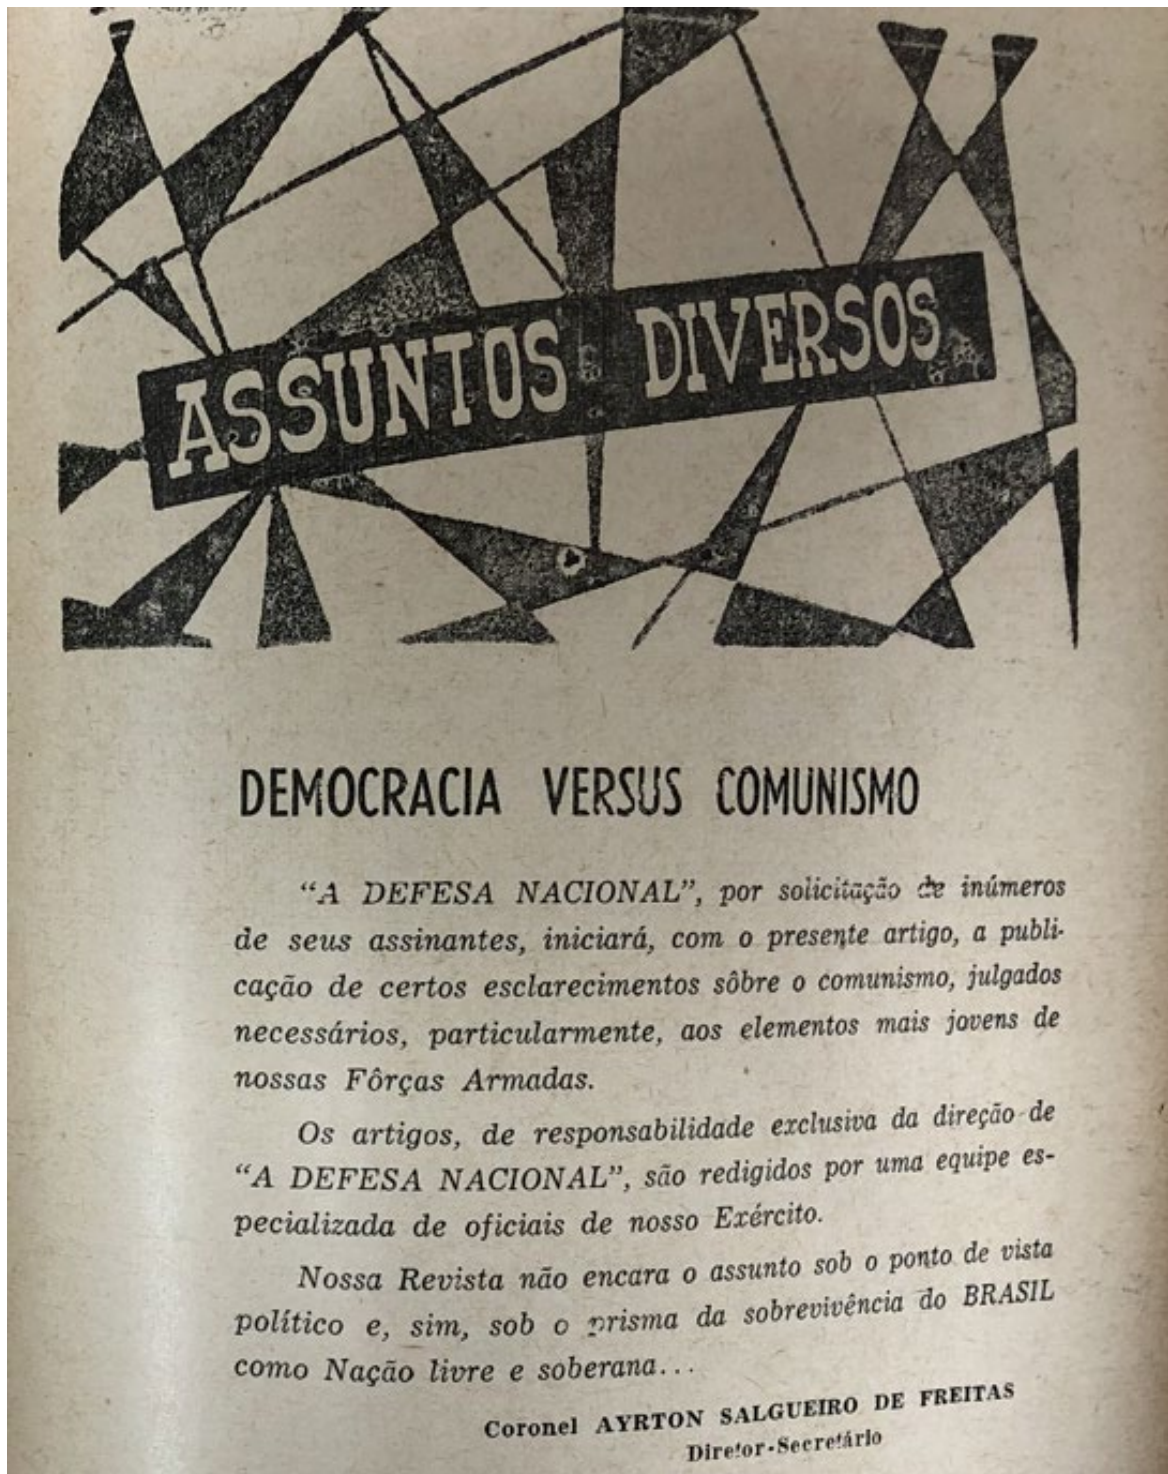 ASSUNTOS DIVERSOS
DEMOCRACIA VERSUS COMUNISMO
“A DEFESA NACIONAL”, por solicitação de inúmeros
de seus assinantes, iniciará, com o presente artigo, a publi-
cação de certos esclarecimentos sôbre o comunismo, julgados
necessários, particularmente, aos elementos mais jovens de
nossas Fôrças Armadas.
Os artigos, de responsabilidade exclusiva da direção de
“A DEFESA NACIONAL”, são redigidos por uma equipe es-
pecializada de oficiais de nosso Exército.
Nossa Revista não encara o assunto sob o ponto de vista
político e, sim, sob o prisma da sobrevivência do BRASIL
como Nação livre e soberana...
Coronel AYRTON SALGUEIRO DE FREITAS
Diretor-Secretário